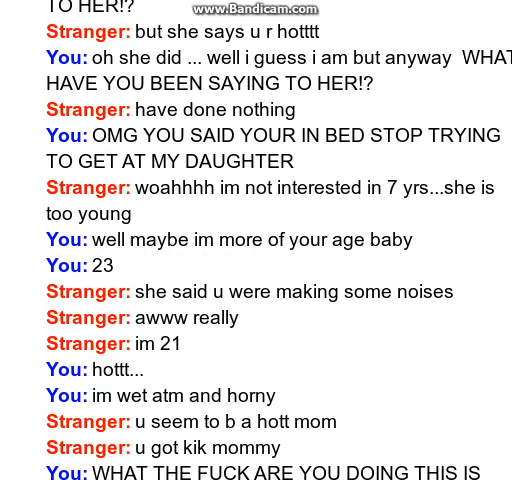 www.Bandicam.com
TO HER!?
Stranger: but she says u r hotttt
You: oh she did ... well i guess i am but anyway  WHAT
HAVE YOU BEEN SAYING TO HER!?
Stranger: have done nothing
You: OMG YOU SAID YOUR IN BED STOP TRYING
TO GET AT MY DAUGHTER
Stranger: woahhhh im not interested in 7 yrs...she is
too young
You: well maybe im more of your age baby
You: 23
Stranger: she said u were making some noises
Stranger: awww really
Stranger: im 21
You: hottt...
You: im wet atm and horny
Stranger: u seem to b a hott mom
Stranger: u got kik mommy
You: WHAT THE FUCK ARE YOU DOING THIS IS